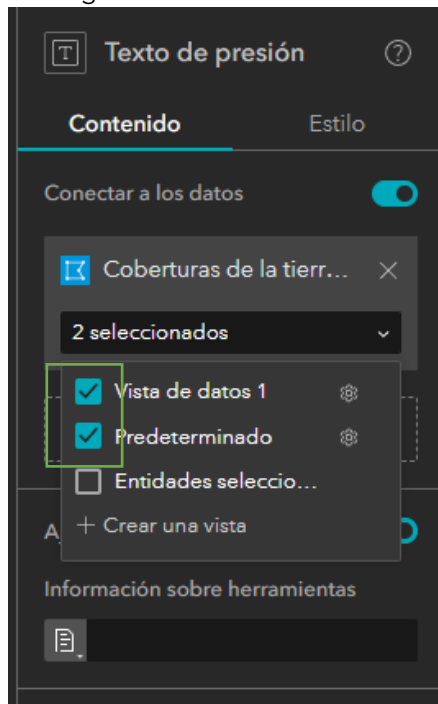 Texto de presión
Contenido Estilo
Conectar a los datos
Coberturas de la tierr...
2 seleccionados
Vista de datos 1
Predeterminado
Entidades seleccio...
A
+ Crear una vista
Información sobre herramientas